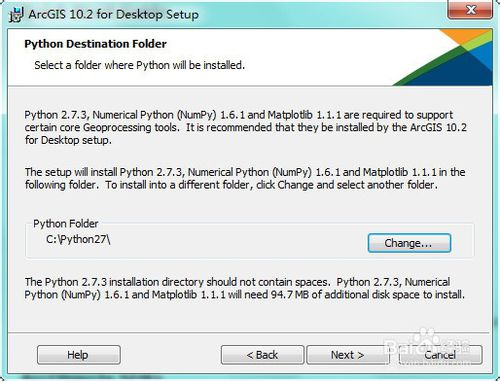 ArcGIS 10.2 for Desktop Setup
Python Destination Folder
Select a folder where Python will be installed.
Python 2.7.3, Numerical Python (NumPy) 1.6.1 and Matplotlib 1.1.1 are required to support
certain core Geoprocessing tools. It is recommended that they be installed by the ArcGIS 10.2
for Desktop setup.
The setup will install Python 2.7.3, Numerical Python (NumPy) 1.6.1 and Matplotlib 1.1.1 in the
following folder. To install into a different folder, click Change and select another folder.
Python Folder
C:\Python27\
Change...
The Python 2.7.3 installation directory should not contain spaces. Python 2.7.3, Numerical
Python (NumPy) 1.6.1 and Matplotlib 1.1.1 will need 94.7 MB of additional disk space to install.
Help
< Back
Next >
Cancel